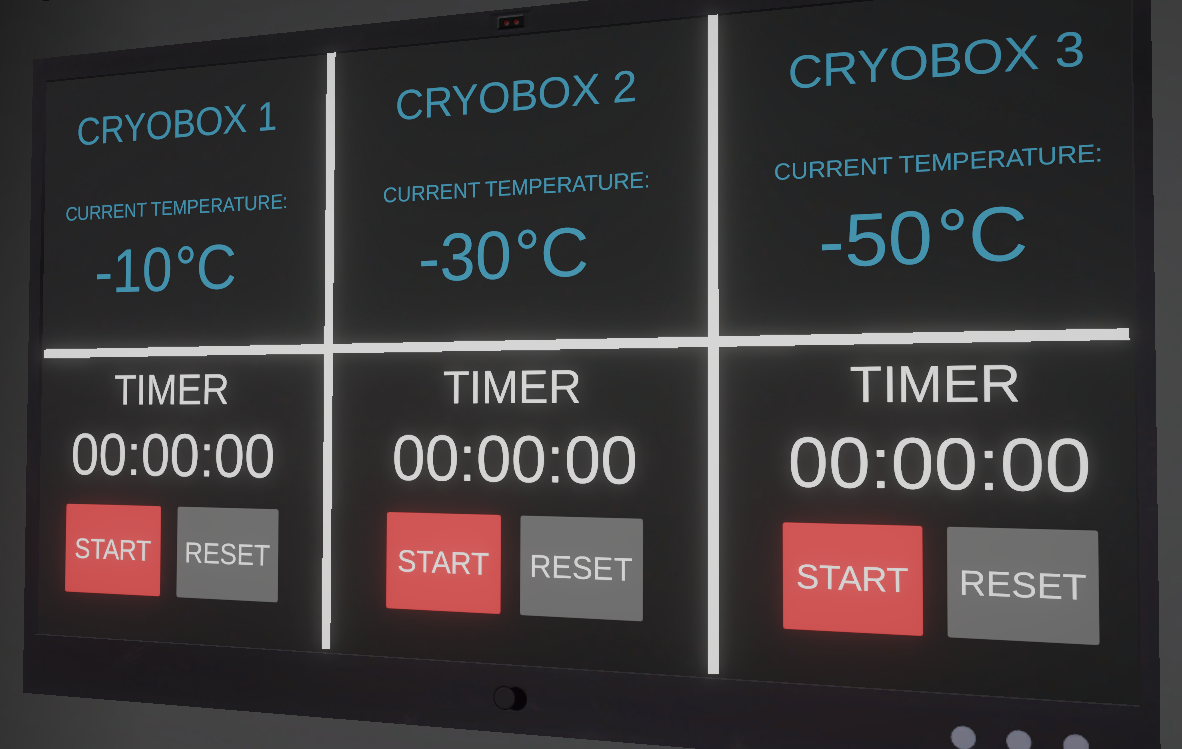 CRYOBOX 1
CURRENT TEMPERATURE:
-10°C
TIMER
00:00:00
START RESET
CRYOBOX 2
CURRENT TEMPERATURE:
-30°C
TIMER
00:00:00
START RESET
CRYOBOX 3
CURRENT TEMPERATURE:
-50°C
TIMER
00:00:00
START RESET